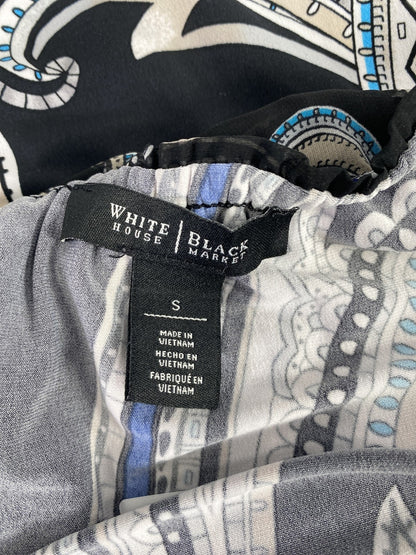 WHITE HOUSE | BLACK MARKET
S
MADE IN
VIETNAM
HECHO EN
VIETNAM
FABRIQUÉ EN
VIETNAM